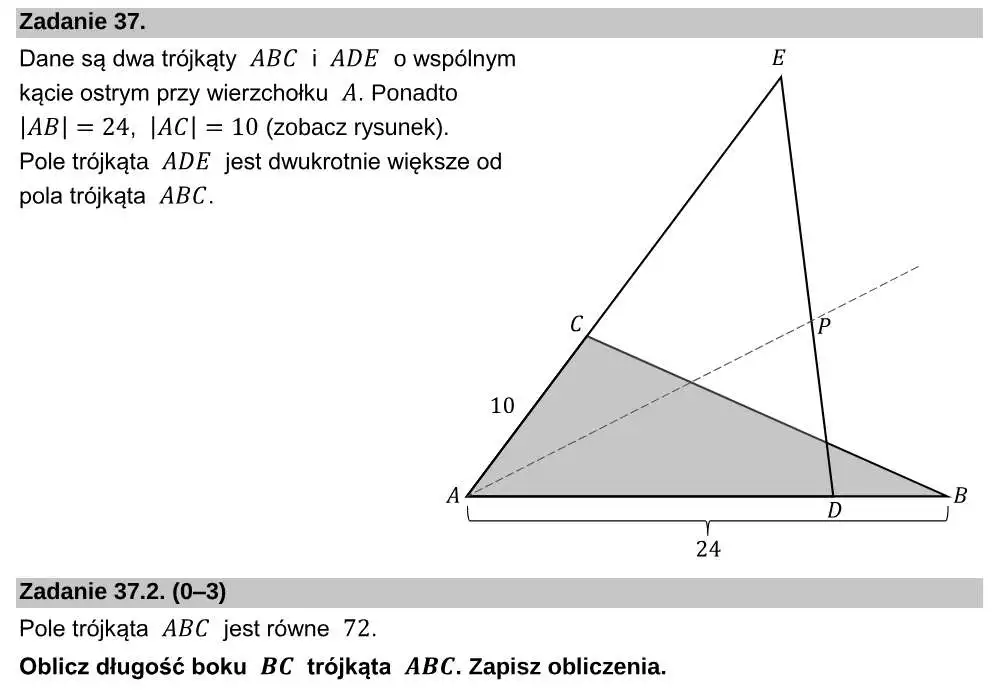 Zadanie 37.
Dane są dwa trójkąty ABC i ADE o wspólnym
kącie ostrym przy wierzchołku A. Ponadto
|AB| = 24, |AC| = 10 (zobacz rysunek).
Pole trójkąta ADE jest dwukrotnie większe od
pola trójkąta ABC.
E
C
P
10
A
B
D
24
Zadanie 37.2. (0–3)
Pole trójkąta ABC jest równe 72.
Oblicz długość boku BC trójkąta ABC. Zapisz obliczenia.